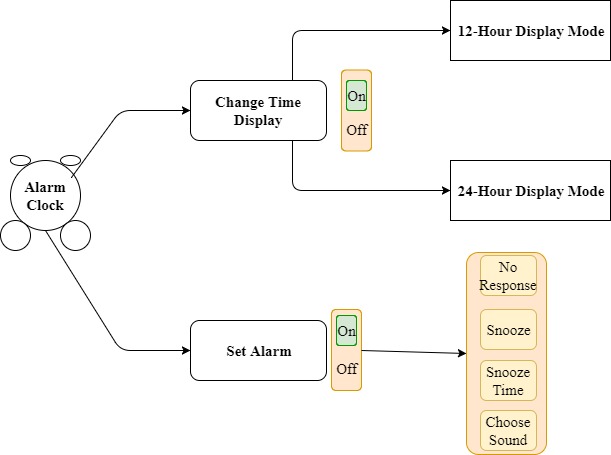 12-Hour Display Mode
Change Time
Display
On
Off
Alarm
Clock
24-Hour Display Mode
No
Response
Snooze
Set Alarm
On
Off
Snooze
Time
Choose
Sound